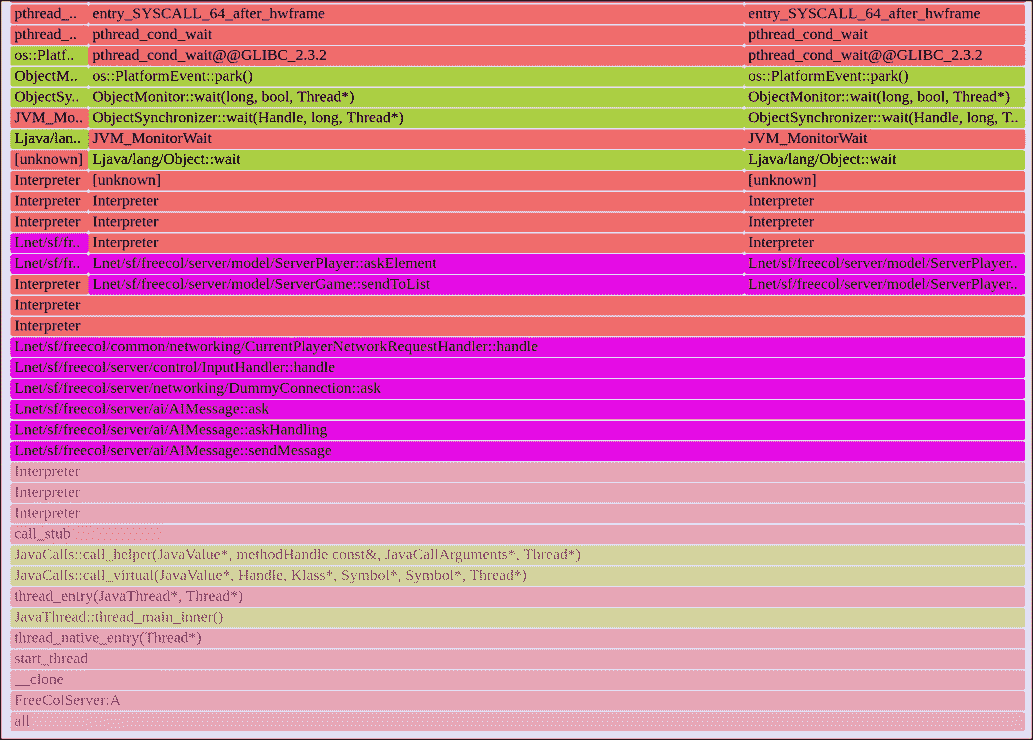 pthread_.. entry_SYSCALL_64_after_hwframe entry_SYSCALL_64_after_hwframe
pthread_.. pthread_cond_wait pthread_cond_wait
os::Platf.. pthread_cond_wait@@GLIBC_2.3.2 pthread_cond_wait@@GLIBC_2.3.2
ObjectM.. os::PlatformEvent::park() os::PlatformEvent::park()
ObjectSy.. ObjectMonitor::wait(long, bool, Thread*) ObjectMonitor::wait(long, bool, Thread*)
JVM_Mo.. ObjectSynchronizer::wait(Handle, long, Thread*) ObjectSynchronizer::wait(Handle, long, T..
Ljava/lan.. JVM_MonitorWait JVM_MonitorWait
[unknown] Ljava/lang/Object::wait Ljava/lang/Object::wait
Interpreter [unknown] [unknown]
Interpreter Interpreter Interpreter
Interpreter Interpreter Interpreter
Lnet/sf/fr.. Interpreter Interpreter
Lnet/sf/fr.. Lnet/sf/freecol/server/model/ServerPlayer::askElement Lnet/sf/freecol/server/model/ServerPlayer..
Interpreter Lnet/sf/freecol/server/model/ServerGame::sendToList Lnet/sf/freecol/server/model/ServerPlayer..
Interpreter
Interpreter
Lnet/sf/freecol/common/networking/CurrentPlayerNetworkRequestHandler::handle
Lnet/sf/freecol/server/control/InputHandler::handle
Lnet/sf/freecol/server/networking/DummyConnection::ask
Lnet/sf/freecol/server/ai/AIMessage::ask
Lnet/sf/freecol/server/ai/AIMessage::askHandling
Lnet/sf/freecol/server/ai/AIMessage::sendMessage
Interpreter
Interpreter
Interpreter
call_stub
JavaCalls::call_helper(JavaValue*, methodHandle const&, JavaCallArguments*, Thread*)
JavaCalls::call_virtual(JavaValue*, Handle, Klass*, Symbol*, Symbol*, Thread*)
thread_entry(JavaThread*, Thread*)
JavaThread::thread_main_inner()
thread_native_entry(Thread*)
start_thread
__clone
FreeColServer:A
all